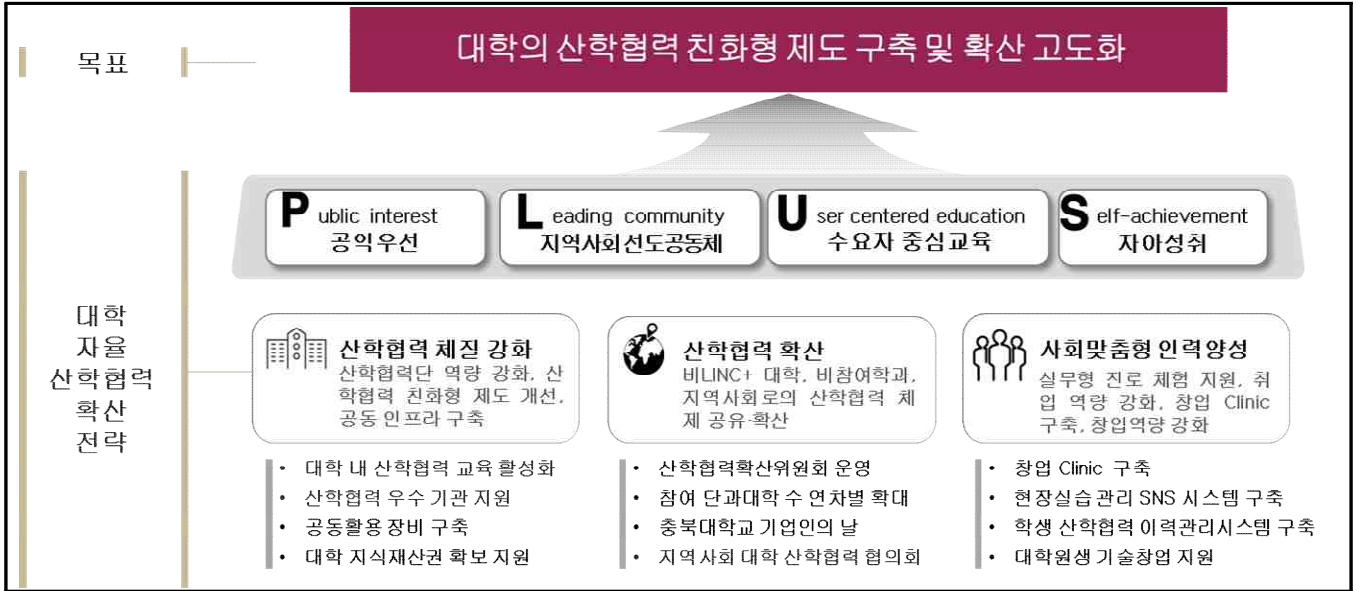 목표
대학의 산학협력 친화형 제도 구축 및 확산 고도화
Public interest
공익우선
Leading community
지역사회선도공동체
User centered education
수요자 중심교육
Self-achievement
자아성취
대학
자율
산학협력
확산
전략
산학협력 체질 강화
산학협력단 역량 강화, 산
학협력 친화형 제도 개선,
공동 인프라 구축
• 대학 내 산학협력 교육 활성화
• 산학협력 우수 기관 지원
• 공동활용 장비 구축
• 대학 지식재산권 확보 지원
산학협력 확산
비LINC+ 대학, 비참여학과,
지역사회로의 산학협력 체
제 공유·확산
• 산학협력확산위원회 운영
• 참여 단과대학 수 연차별 확대
• 충북대학교 기업인의 날
• 지역사회 대학 산학협력 협의회
사회맞춤형 인력양성
실무형 진로 체험 지원, 취
업 역량 강화, 창업 Clinic
구축, 창입역량 강화
• 창업 Clinic 구축
• 현장실습관리 SNS 시스템 구축
• 학생 산학협력 이력관리시스템 구축
• 대학원생 기술창업 지원